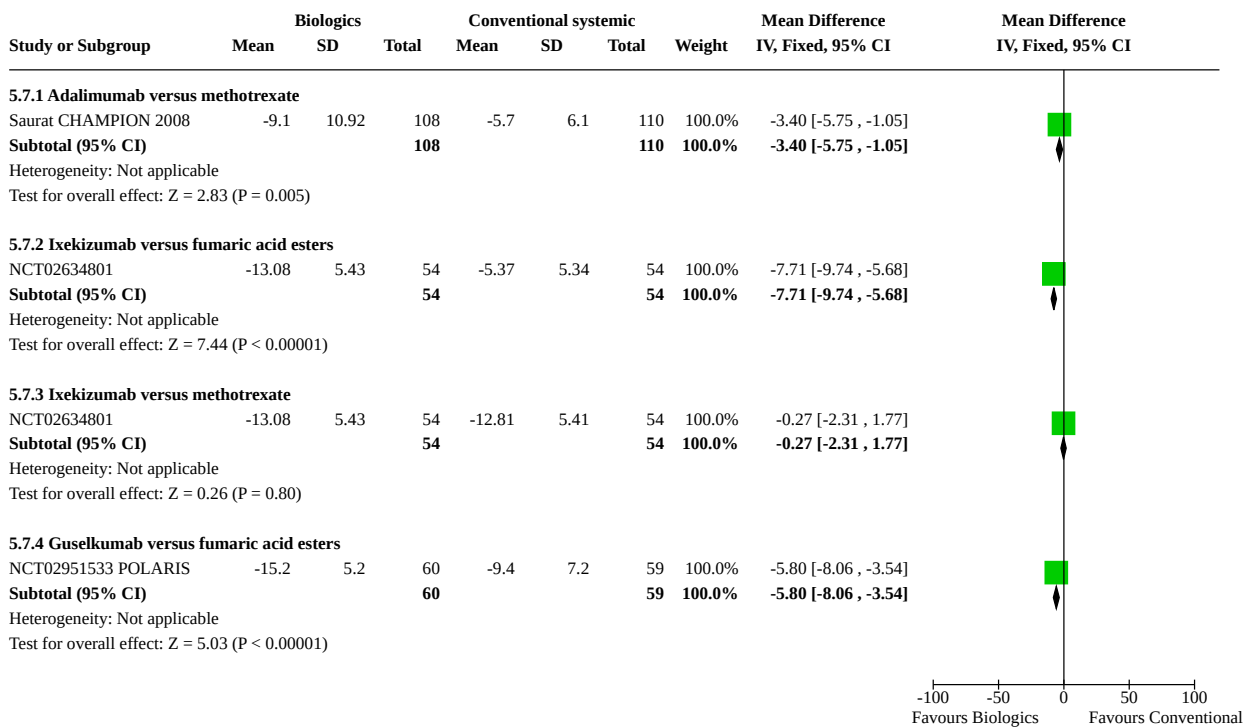 Biologics Conventional systemic Mean Difference Mean Difference
Study or Subgroup Mean SD Total Mean SD Total Weight IV, Fixed, 95% CI IV, Fixed, 95% CI
5.7.1 Adalimumab versus methotrexate
Saurat CHAMPION 2008 -9.1 10.92 108 -5.7 6.1 110 100.0% -3.40 [-5.75 , -1.05]
Subtotal (95% CI) 108 110 100.0% -3.40 [-5.75 , -1.05]
Heterogeneity: Not applicable
Test for overall effect: Z = 2.83 (P = 0.005)
5.7.2 Ixekizumab versus fumaric acid esters
NCT02634801 -13.08 5.43 54 -5.37 5.34 54 100.0% -7.71 [-9.74 , -5.68]
Subtotal (95% CI) 54 54 100.0% -7.71 [-9.74 , -5.68]
Heterogeneity: Not applicable
Test for overall effect: Z = 7.44 (P < 0.00001)
5.7.3 Ixekizumab versus methotrexate
NCT02634801 -13.08 5.43 54 -12.81 5.41 54 100.0% -0.27 [-2.31 , 1.77]
Subtotal (95% CI) 54 54 100.0% -0.27 [-2.31 , 1.77]
Heterogeneity: Not applicable
Test for overall effect: Z = 0.26 (P = 0.80)
5.7.4 Guselkumab versus fumaric acid esters
NCT02951533 POLARIS -15.2 5.2 60 -9.4 7.2 59 100.0% -5.80 [-8.06 , -3.54]
Subtotal (95% CI) 60 59 100.0% -5.80 [-8.06 , -3.54]
Heterogeneity: Not applicable
Test for overall effect: Z = 5.03 (P < 0.00001)
-100 -50 0 50 100
Favours Biologics Favours Conventional